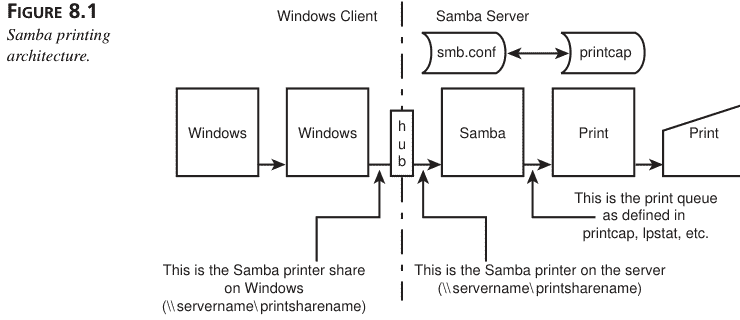 FIGURE 8.1
Samba printing
architecture.
Windows Client
Samba Server
smb.conf
printcap
Windows
Windows
hub
Samba
Print
Print
This is the print queue
as defined in
printcap, lpstat, etc.
This is the Samba printer share
on Windows
(\\servername\printsharename)
This is the Samba printer on the server
(\\servername\printsharename)